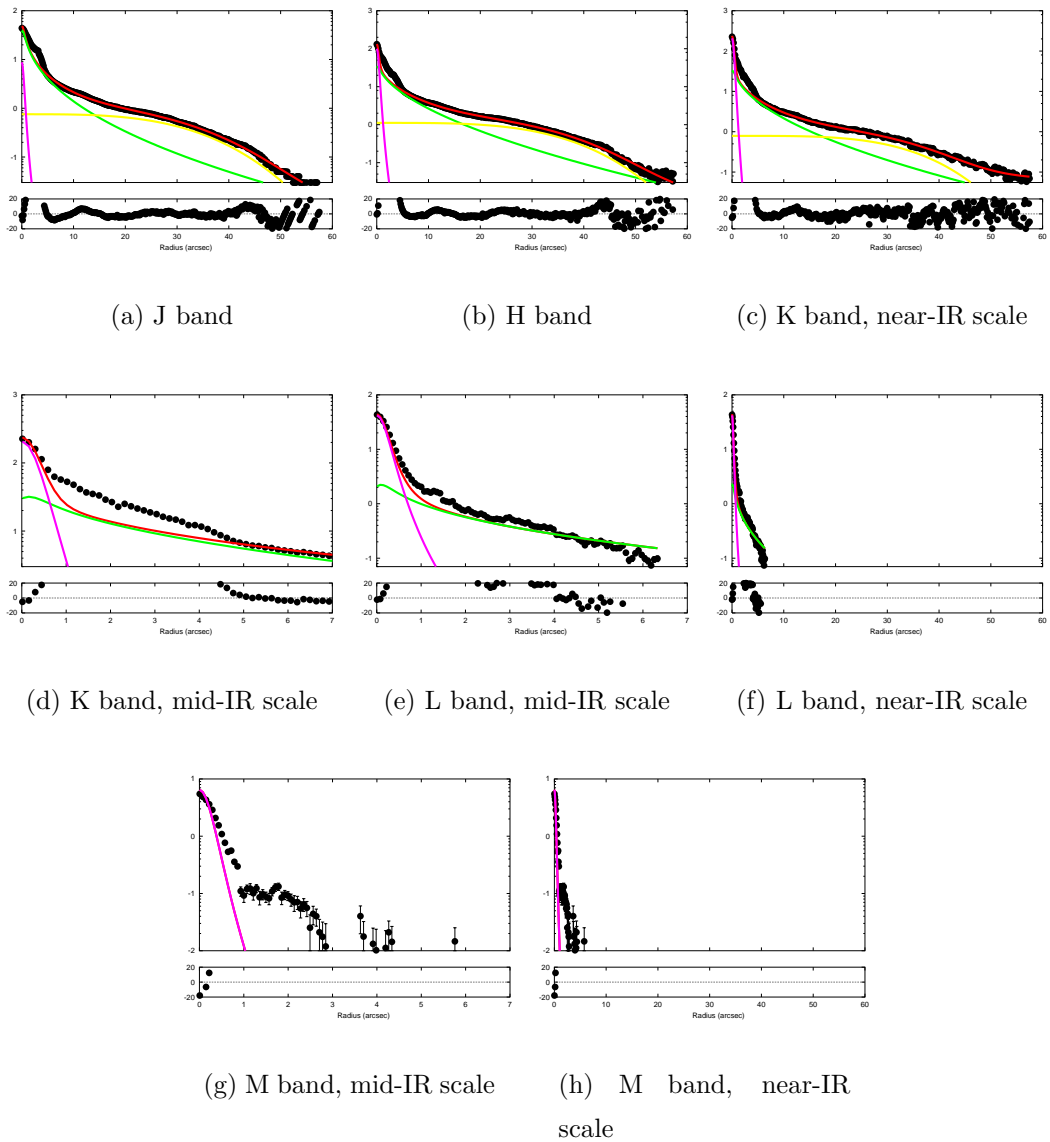 2
1
0
-1
20
0
-20
0 10 20 30 40 50 60
Radius (arcsec)
(a) J band
3
2
1
0
-1
20
0
-20
0 10 20 30 40 50 60
Radius (arcsec)
(b) H band
3
2
1
0
-1
20
0
-20
0 10 20 30 40 50 60
Radius (arcsec)
(c) K band, near-IR scale
3
2
1
20
0
-20
0 1 2 3 4 5 6 7
Radius (arcsec)
(d) K band, mid-IR scale
2
1
0
-1
20
0
-20
0 1 2 3 4 5 6 7
Radius (arcsec)
(e) L band, mid-IR scale
2
1
0
-1
20
0
-20
0 10 20 30 40 50 60
Radius (arcsec)
(f) L band, near-IR scale
1
0
-1
-2
20
0
-20
0 1 2 3 4 5 6 7
Radius (arcsec)
(g) M band, mid-IR scale
1
0
-1
-2
20
0
-20
0 10 20 30 40 50 60
Radius (arcsec)
(h) M band, near-IR
scale